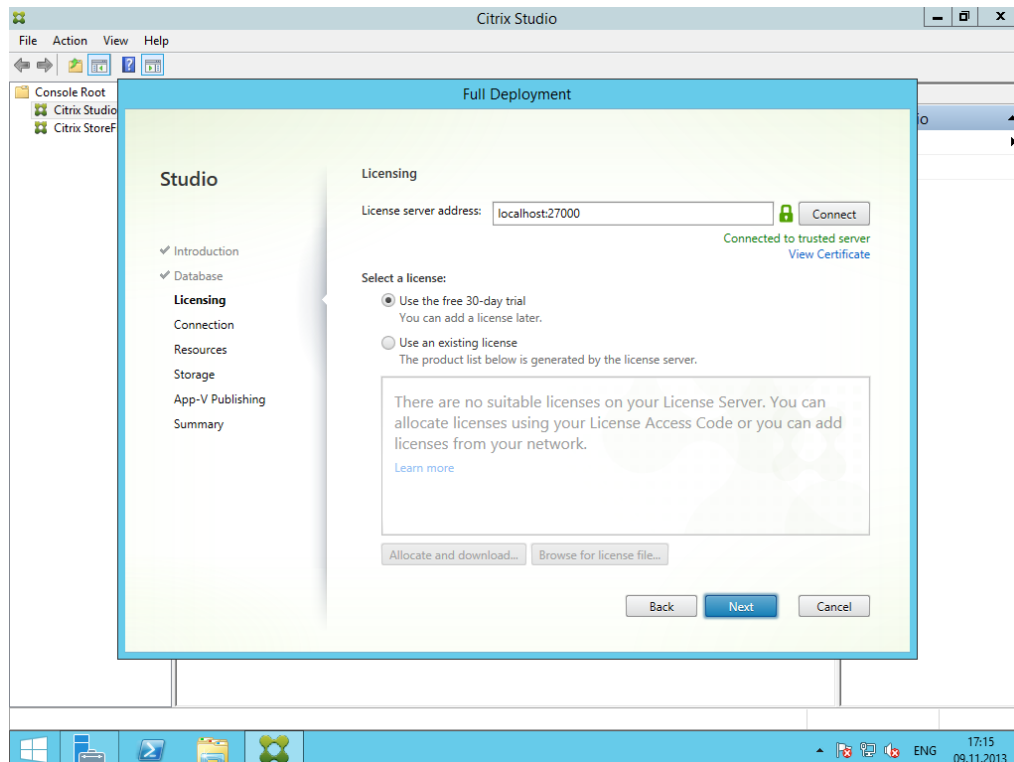 Citrix Studio
File Action View Help
Console Root
Citrix Studio
Citrix StoreF
io
Full Deployment
Studio
Introduction
Database
Licensing
Connection
Resources
Storage
App-V Publishing
Summary
Licensing
License server address: localhost:27000 Connect
Connected to trusted server
View Certificate
Select a license:
Use the free 30-day trial
You can add a license later.
Use an existing license
The product list below is generated by the license server.
There are no suitable licenses on your License Server. You can
allocate licenses using your License Access Code or you can add
licenses from your network.
Learn more
Allocate and download... Browse for license file...
Back Next Cancel
ENG 17:15
09.11.2013